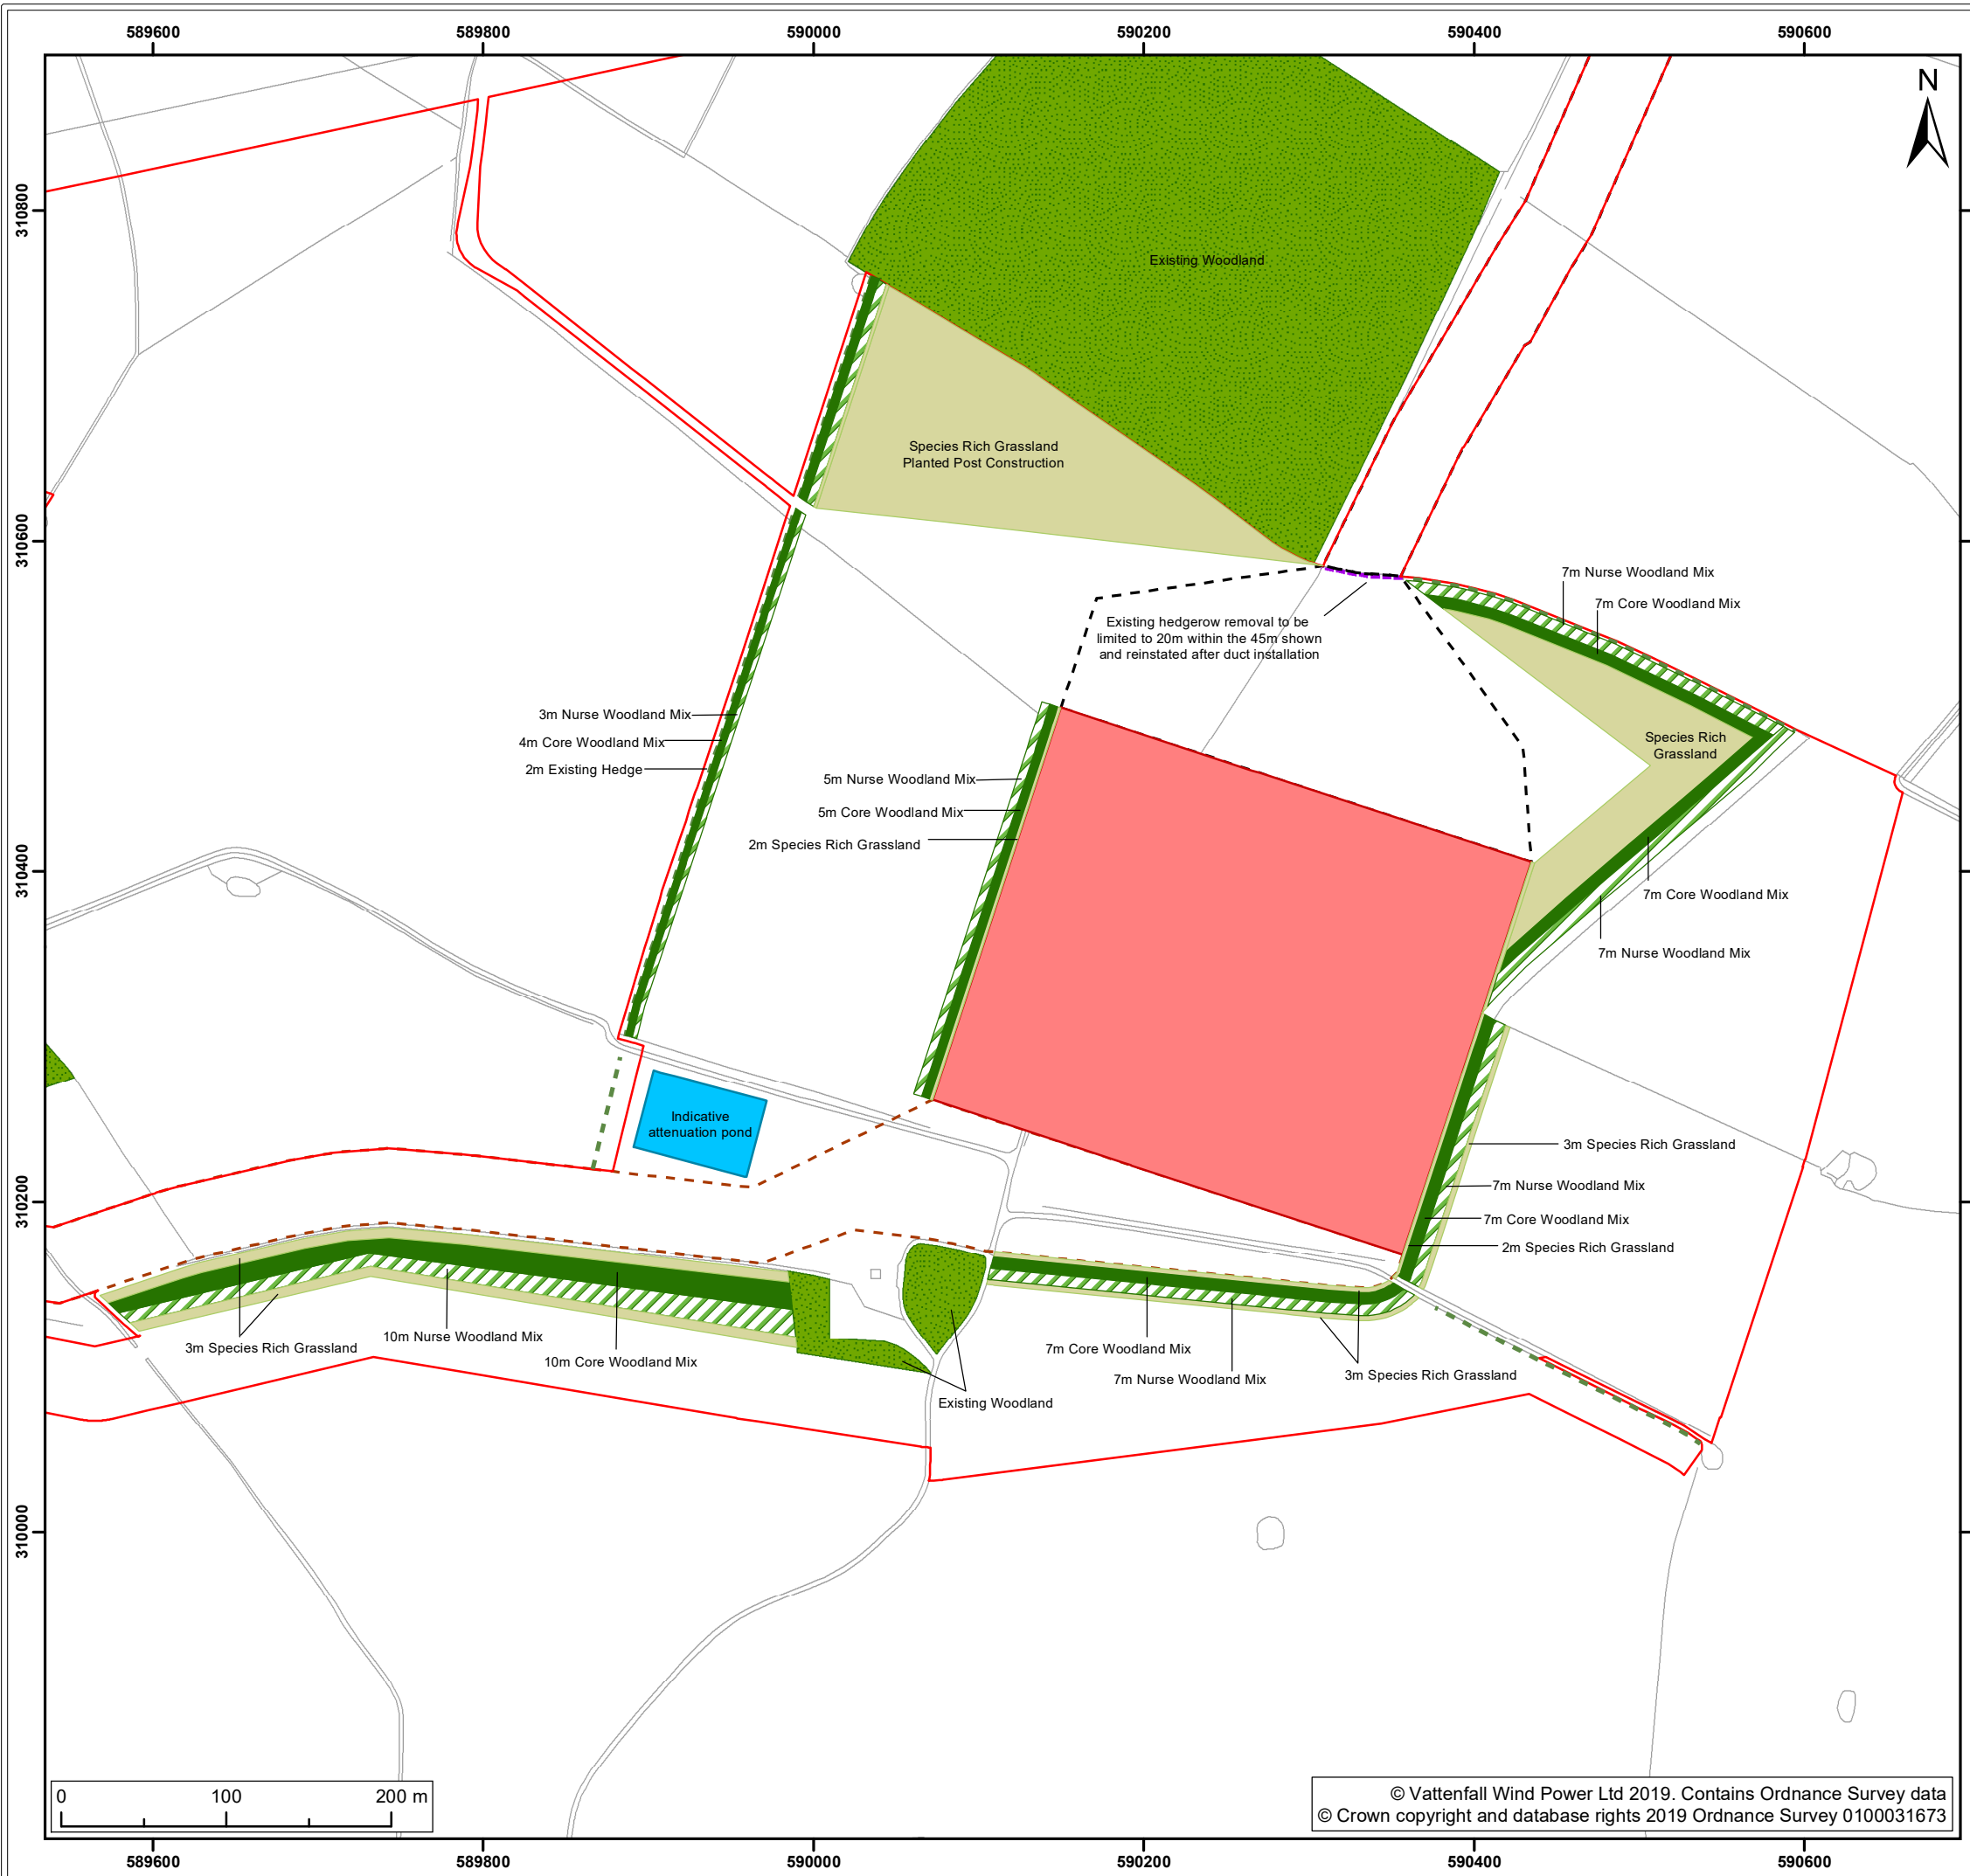 589600
589800
590000
590200
590400
590600
N
310800
310600
310400
310200
310000
Existing Woodland
Species Rich Grassland
Planted Post Construction
7m Nurse Woodland Mix
7m Core Woodland Mix
Existing hedgerow removal to be
limited to 20m within the 45m shown
and reinstated after duct installation
3m Nurse Woodland Mix
4m Core Woodland Mix
2m Existing Hedge
Species Rich
Grassland
5m Nurse Woodland Mix
5m Core Woodland Mix
2m Species Rich Grassland
7m Core Woodland Mix
7m Nurse Woodland Mix
Indicative
attenuation pond
3m Species Rich Grassland
7m Nurse Woodland Mix
7m Core Woodland Mix
2m Species Rich Grassland
3m Species Rich Grassland
10m Nurse Woodland Mix
10m Core Woodland Mix
7m Core Woodland Mix
7m Nurse Woodland Mix
3m Species Rich Grassland
Existing Woodland
0 100 200 m
© Vattenfall Wind Power Ltd 2019. Contains Ordnance Survey data
© Crown copyright and database rights 2019 Ordnance Survey 0100031673
589600
589800
590000
590200
590400
590600